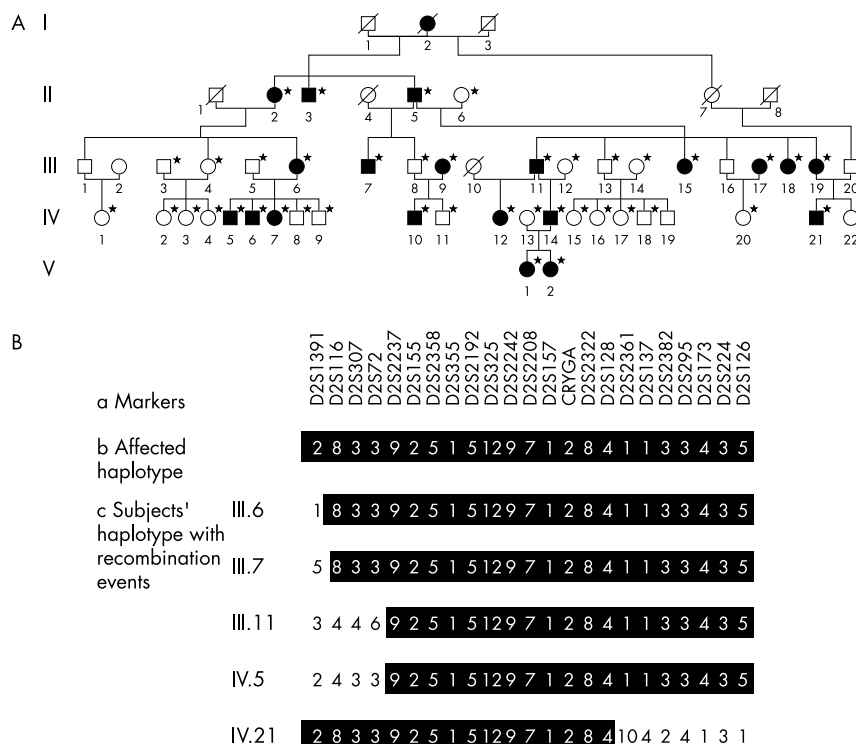 A I
1 2 3
II
1 2 3 4 5 6 7 8
III
1 2 3 4 5 6 7 8 9 10 11 12 13 14 15 16 17 18 19 20
IV
1 2 3 4 5 6 7 8 9 10 11 12 13 14 15 16 17 18 19 20 21 22
V
1 2
B
D2S1391
D2S116
D2S307
D2S72
D2S2237
D2S155
D2S2358
D2S355
D2S2192
D2S325
D2S2242
D2S2208
D2S157
CRYGA
D2S2322
D2S128
D2S2361
D2S137
D2S2382
D2S295
D2S173
D2S224
D2S126
a Markers
b Affected
haplotype
2 8 3 3 9 2 5 1 5 12 9 7 1 2 8 4 1 1 3 3 4 3 5
c Subjects'
haplotype with
recombination
events
III.6 1 8 3 3 9 2 5 1 5 12 9 7 1 2 8 4 1 1 3 3 4 3 5
III.7 5 8 3 3 9 2 5 1 5 12 9 7 1 2 8 4 1 1 3 3 4 3 5
III.11 3 4 4 6 9 2 5 1 5 12 9 7 1 2 8 4 1 1 3 3 4 3 5
IV.5 2 4 3 3 9 2 5 1 5 12 9 7 1 2 8 4 1 1 3 3 4 3 5
IV.21 2 8 3 3 9 2 5 1 5 12 9 7 1 2 8 4 10 4 2 4 1 3 1